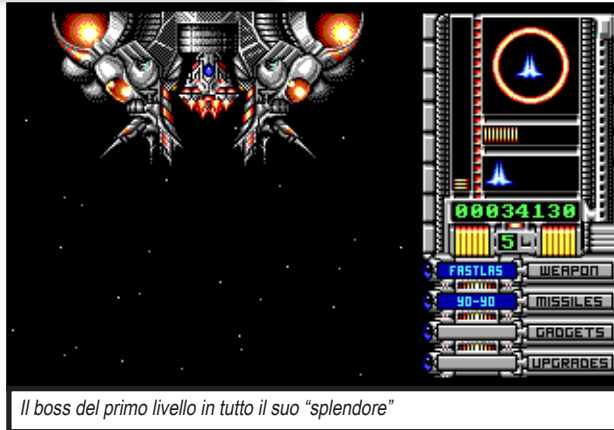 00034130
5 L
FASTLAS WEAPON
YO-YO MISSILES
GADGETS
UPGRADES
Il boss del primo livello in tutto il suo “splendore”